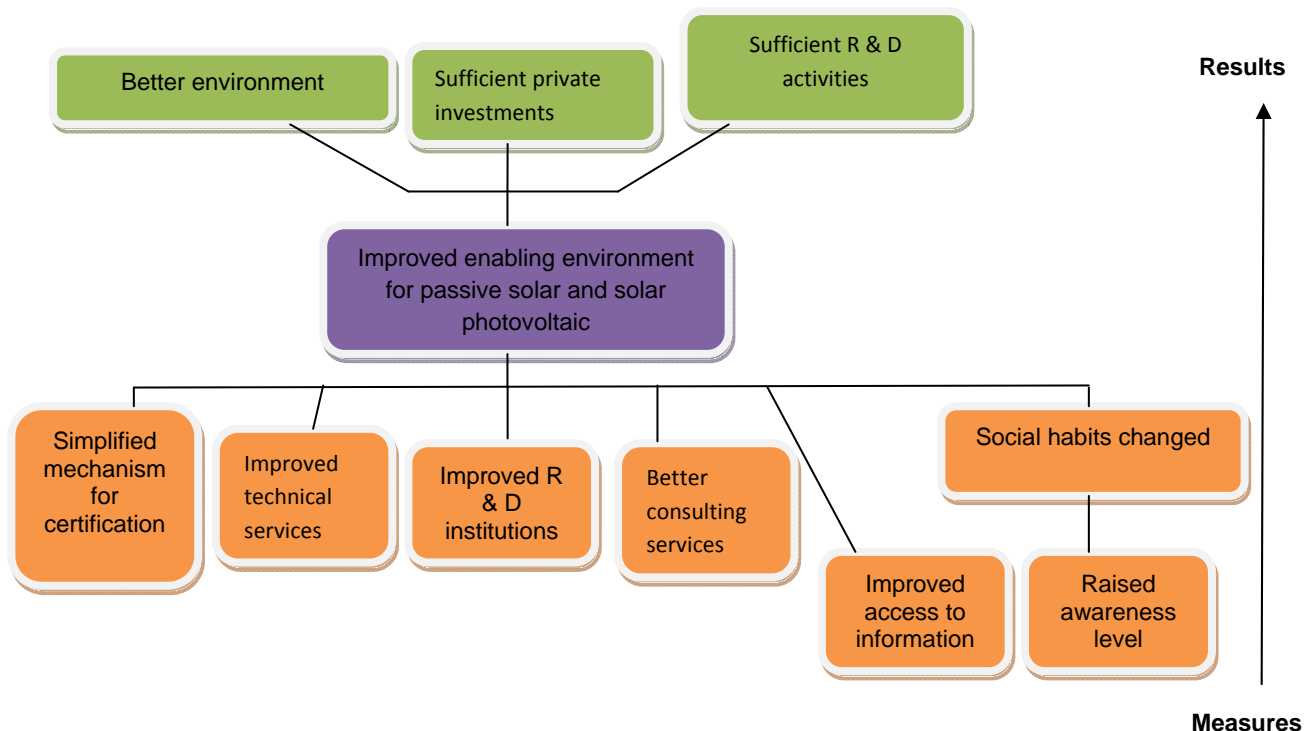 Better environment
Sufficient private
investments
Sufficient R & D
activities
Results
Improved enabling environment
for passive solar and solar
photovoltaic
Simplified
mechanism
for
certification
Improved
technical
services
Improved R
& D
institutions
Better
consulting
services
Social habits changed
Improved
access to
information
Raised
awareness
level
Measures